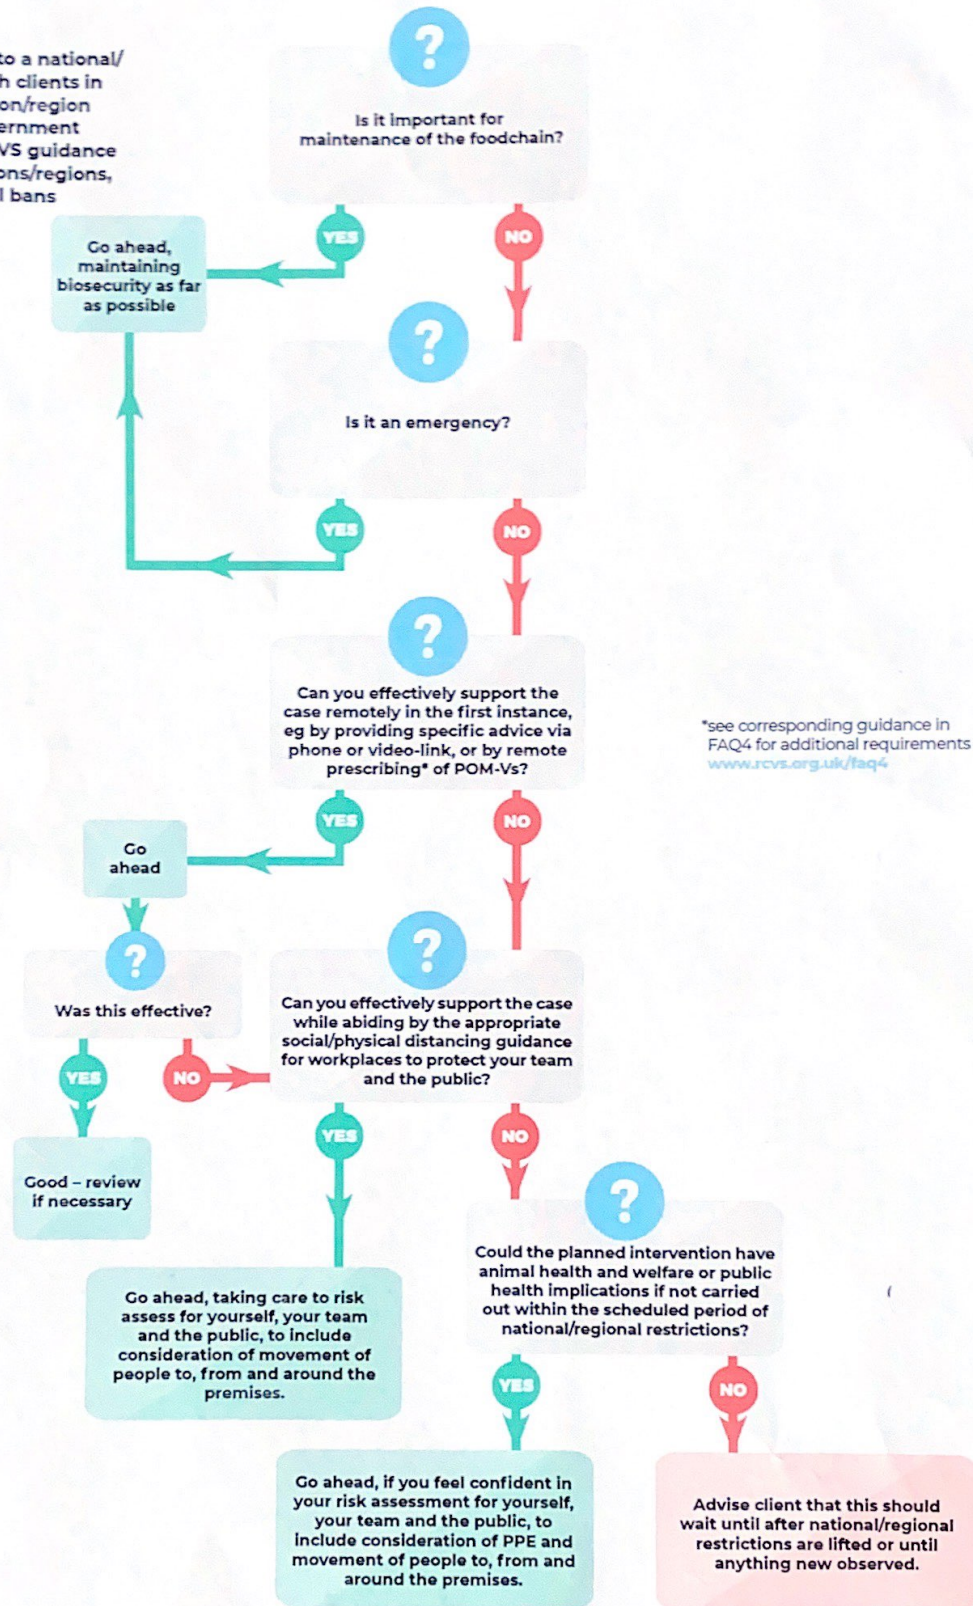 to a national/
h clients in
on/region
ernment
VS guidance
ons/regions,
l bans
?
Is it important for
maintenance of the foodchain?
YES
NO
Go ahead,
maintaining
biosecurity as far
as possible
?
Is it an emergency?
YES
NO
?
Can you effectively support the
case remotely in the first instance,
eg by providing specific advice via
phone or video-link, or by remote
prescribing* of POM-Vs?
*see corresponding guidance in
FAQ4 for additional requirements
www.rcvs.org.uk/faq4
YES
NO
Go
ahead
?
Was this effective?
YES
NO
?
Can you effectively support the case
while abiding by the appropriate
social/physical distancing guidance
for workplaces to protect your team
and the public?
YES
NO
Good – review
if necessary
?
Could the planned intervention have
animal health and welfare or public
health implications if not carried
out within the scheduled period of
national/regional restrictions?
Go ahead, taking care to risk
assess for yourself, your team
and the public, to include
consideration of movement of
people to, from and around the
premises.
YES
NO
Go ahead, if you feel confident in
your risk assessment for yourself,
your team and the public, to
include consideration of PPE and
movement of people to, from and
around the premises.
Advise client that this should
wait until after national/regional
restrictions are lifted or until
anything new observed.